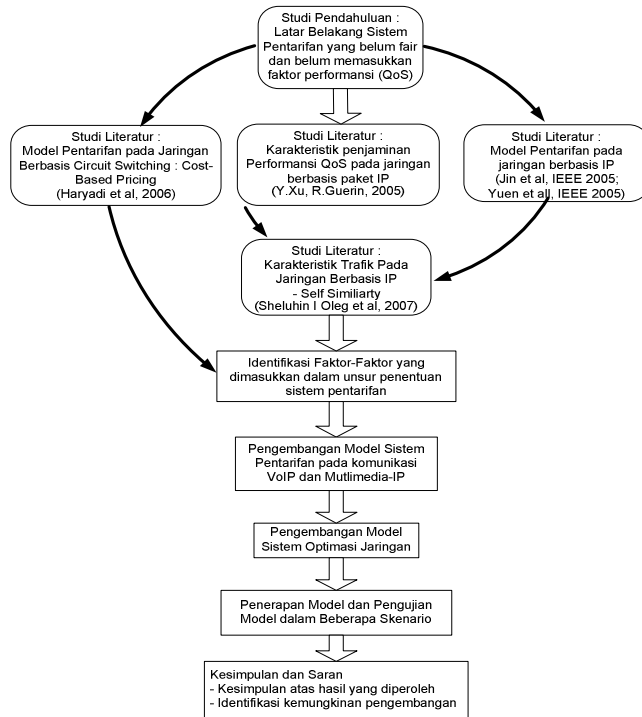 Studi Pendahuluan :
Latar Belakang Sistem
Pentarifan yang belum fair
dan belum memasukkan
faktor performansi (QoS)
Studi Literatur :
Model Pentarifan pada Jaringan
Berbasis Circuit Switching : Cost-
Based Pricing
(Haryadi et al, 2006)
Studi Literatur :
Karakteristik penjaminan
Performansi QoS pada jaringan
berbasis paket IP
(Y.Xu, R.Guerin, 2005)
Studi Literatur :
Model Pentarifan pada
jaringan berbasis IP
(Jin et al, IEEE 2005;
Yuen et all, IEEE 2005)
Studi Literatur :
Karakteristik Trafik Pada
Jaringan Berbasis IP
- Self Similiarty
(Sheluhin I Oleg et al, 2007)
Identifikasi Faktor-Faktor yang
dimasukkan dalam unsur penentuan
sistem pentarifan
Pengembangan Model Sistem
Pentarifan pada komunikasi
VoIP dan Mutlimedia-IP
Pengembangan Model
Sistem Optimasi Jaringan
Penerapan Model dan Pengujian
Model dalam Beberapa Skenario
Kesimpulan dan Saran
- Kesimpulan atas hasil yang diperoleh
- Identifikasi kemungkinan pengembangan